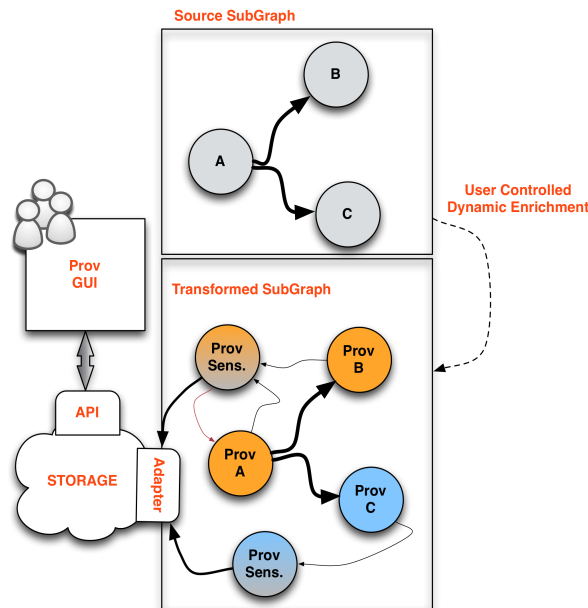 Source SubGraph
B
A
C
User Controlled
Dynamic Enrichment
Prov
GUI
Transformed SubGraph
Prov
Sens.
Prov
B
API
Prov
A
STORAGE
Adapter
Prov
C
Prov
Sens.